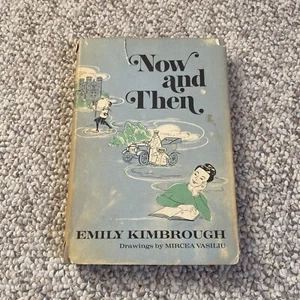 Now
and
Then
EMILY KIMBROUGH
Drawings by MIRCEA VASILIU